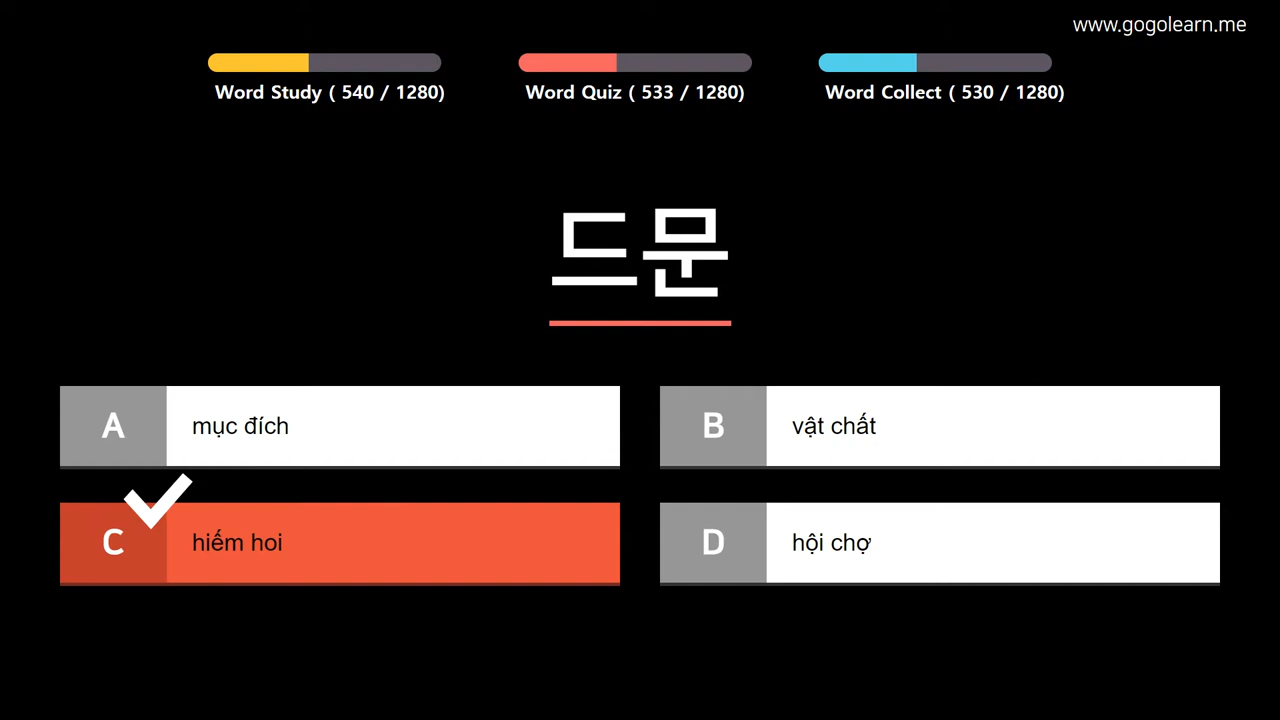 www.gogolearn.me
Word Study ( 540 / 1280)
Word Quiz ( 533 / 1280)
Word Collect ( 530 / 1280)
드문
A mục đích
B vật chất
C hiếm hoi
D hội chợ